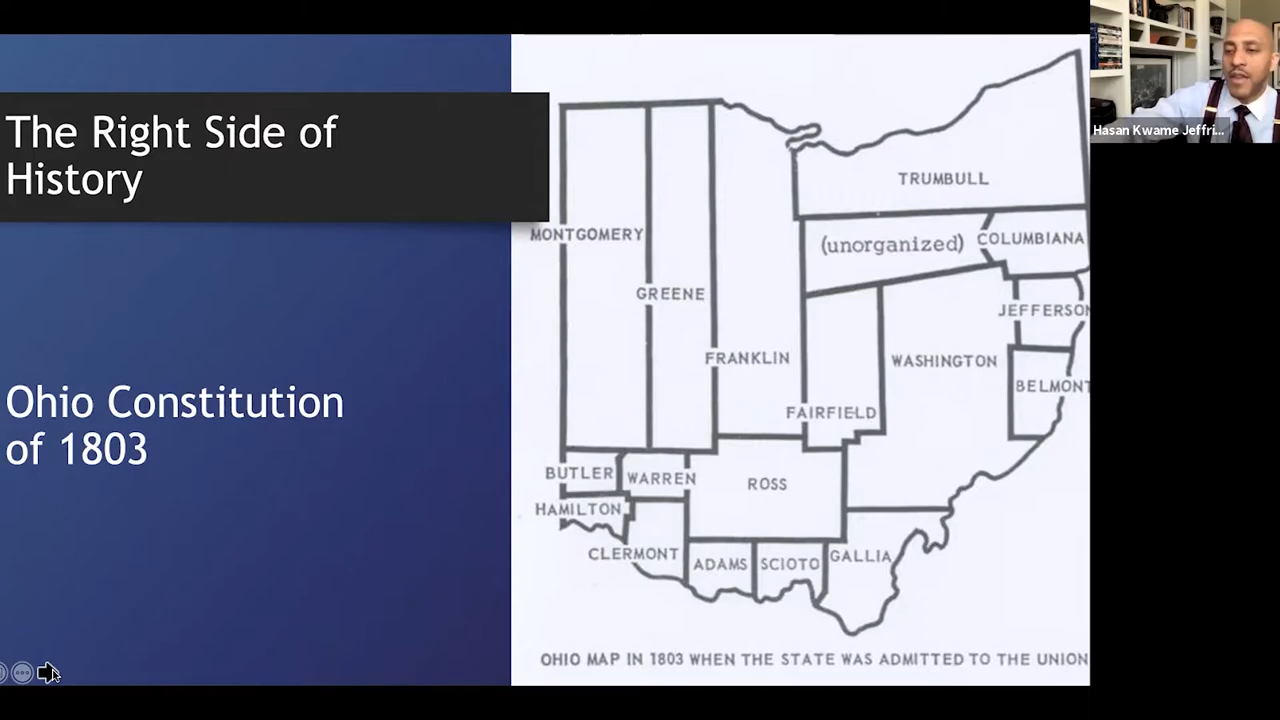 The Right Side of
History
Ohio Constitution
of 1803
TRUMBULL
MONTGOMERY
(unorganized)
COLUMBIANA
GREENE
JEFFERSON
FRANKLIN
WASHINGTON
BELMONT
FAIRFIELD
BUTLER
WARREN
ROSS
HAMILTON
CLERMONT
ADAMS
SCIOTO
GALLIA
OHIO MAP IN 1803 WHEN THE STATE WAS ADMITTED TO THE UNION
Hasan Kwame Jeffri...